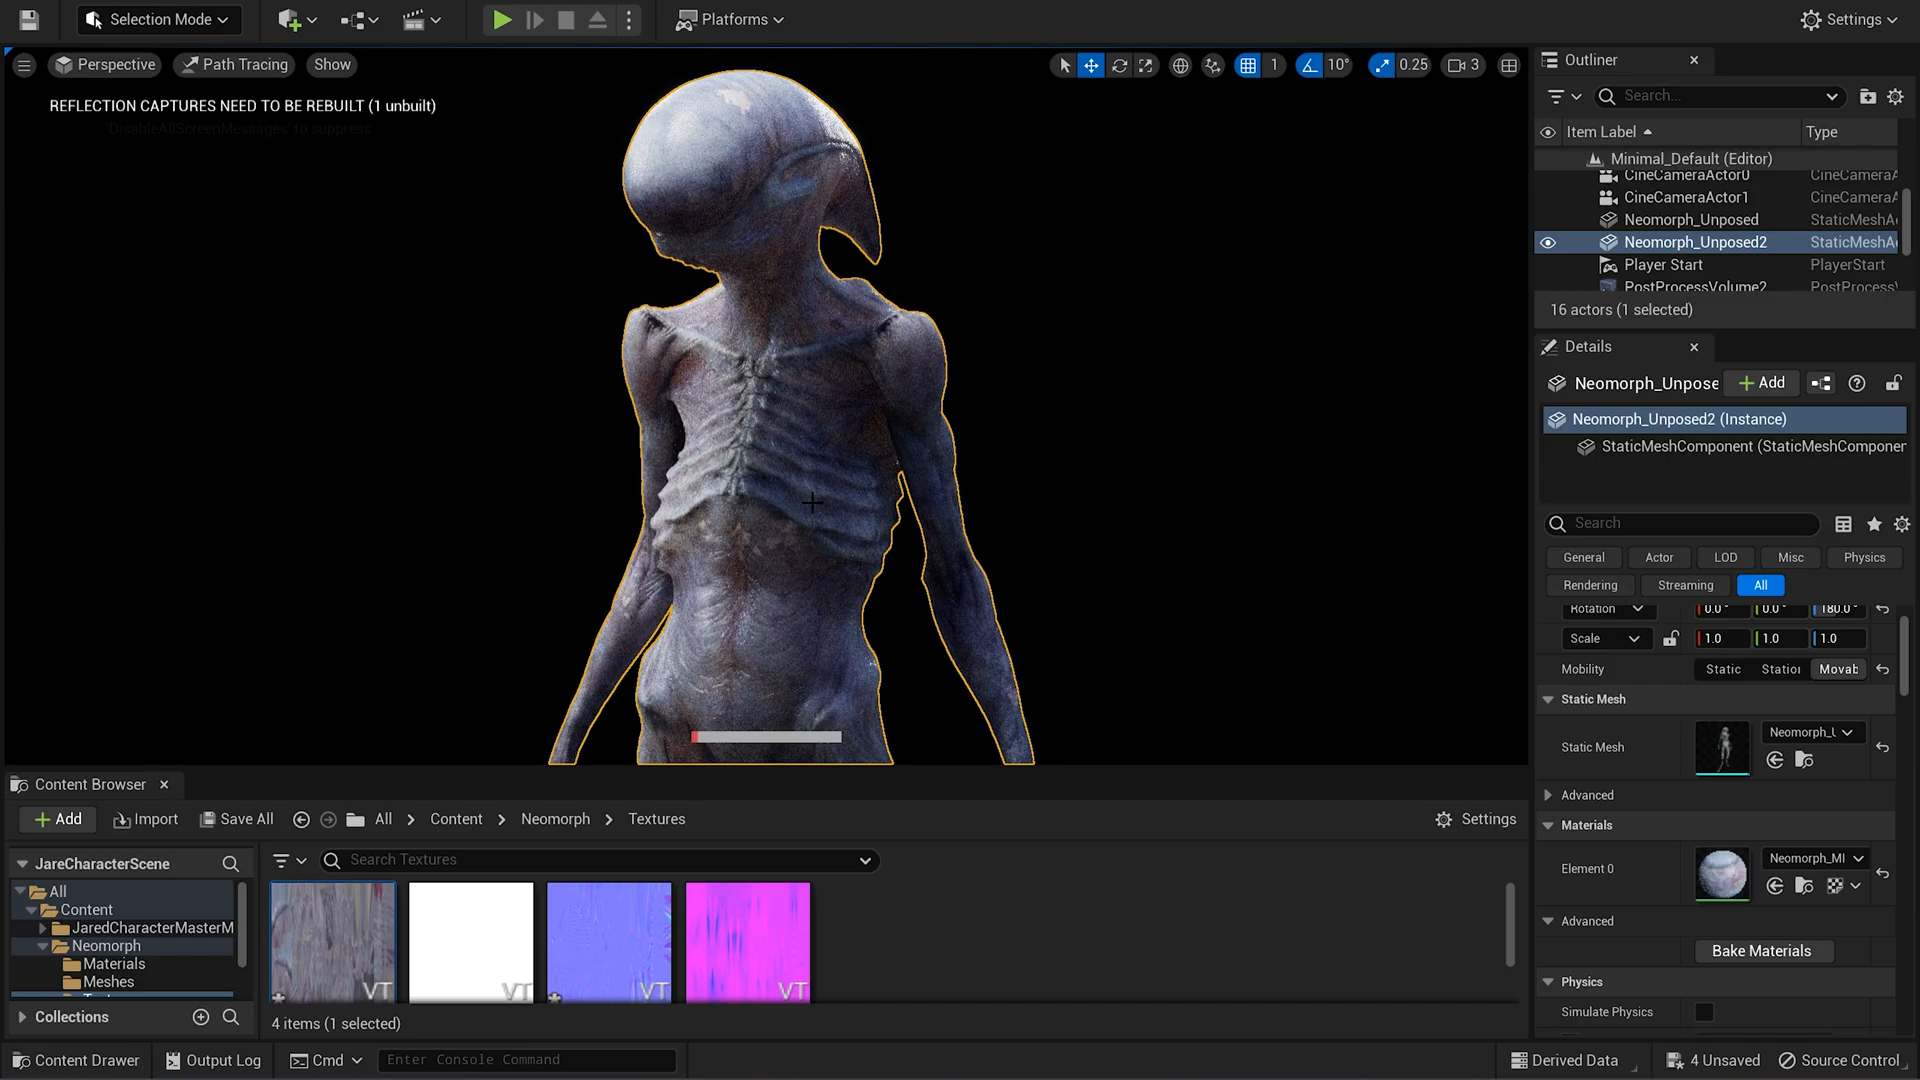 Selection Mode
Platforms
Settings
Perspective
Path Tracing
Show
1
10°
0.25
3
REFLECTION CAPTURES NEED TO BE REBUILT (1 unbuilt)
'DisableAllScreenMessages' to suppress
Outliner
Search...
Item Label
Type
Minimal_Default (Editor)
CineCameraActor0
CineCameraA
CineCameraActor1
CineCameraA
Neomorph_Unposed
StaticMeshA
Neomorph_Unposed2
StaticMeshA
Player Start
PlayerStart
PostProcessVolume2
PostProcessV
16 actors (1 selected)
Details
Neomorph_Unpose
Add
Neomorph_Unposed2 (Instance)
StaticMeshComponent (StaticMeshComponer
Search
General
Actor
LOD
Misc
Physics
Rendering
Streaming
All
Rotation
0.0°
0.0°
180.0°
Scale
1.0
1.0
1.0
Mobility
Static
Station
Movab
Static Mesh
Static Mesh
Neomorph_U
Advanced
Materials
Element 0
Neomorph_MI
Advanced
Bake Materials
Physics
Simulate Physics
Content Browser
Add
Import
Save All
All
Content
Neomorph
Textures
Settings
JareCharacterScene
Search Textures
All
Content
JaredCharacterMasterM
Neomorph
Materials
Meshes
Collections
VT
VT
VT
VT
4 items (1 selected)
Content Drawer
Output Log
Cmd
Enter Console Command
Derived Data
4 Unsaved
Source Control